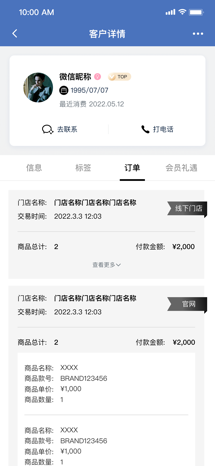 10:00 AM
客户详情
微信昵称 TOP
1995/07/07
最近消费 2022.05.12
去联系
打电话
信息 标签 订单 会员礼遇
门店名称: 门店名称门店名称门店名称
线下门店
交易时间: 2022.3.3 12:03
商品总计: 2 付款金额: ¥2,000
查看更多
门店名称: 门店名称门店名称门店名称
官网
交易时间: 2022.3.3 12:03
商品总计: 2 付款金额: ¥2,000
商品名称: XXXX
商品款号: BRAND123456
商品单价: ¥1,000
商品数量: 1
商品名称: XXXX
商品款号: BRAND123456
商品单价: ¥1,000
商品数量: 1